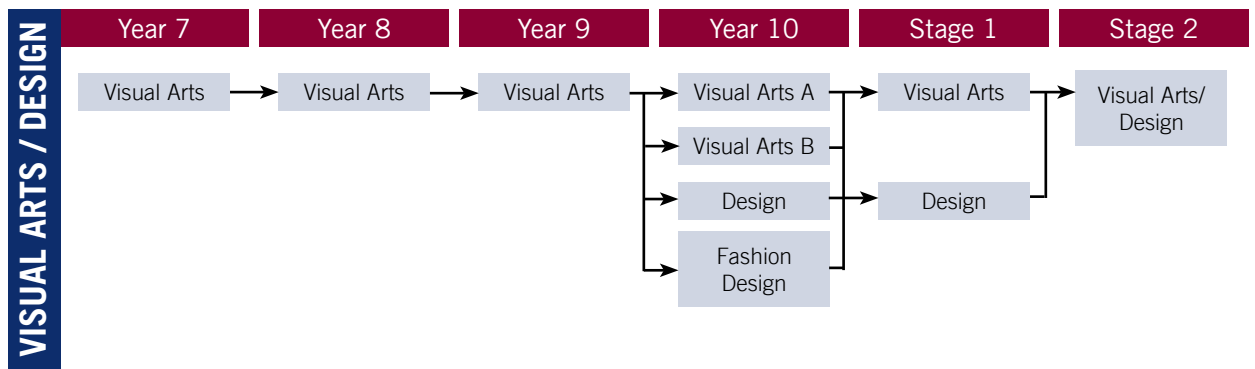 VISUAL ARTS / DESIGN
Year 7
Year 8
Year 9
Year 10
Stage 1
Stage 2
Visual Arts
Visual Arts
Visual Arts
Visual Arts A
Visual Arts
Visual Arts/
Design
Visual Arts B
Design
Design
Fashion
Design